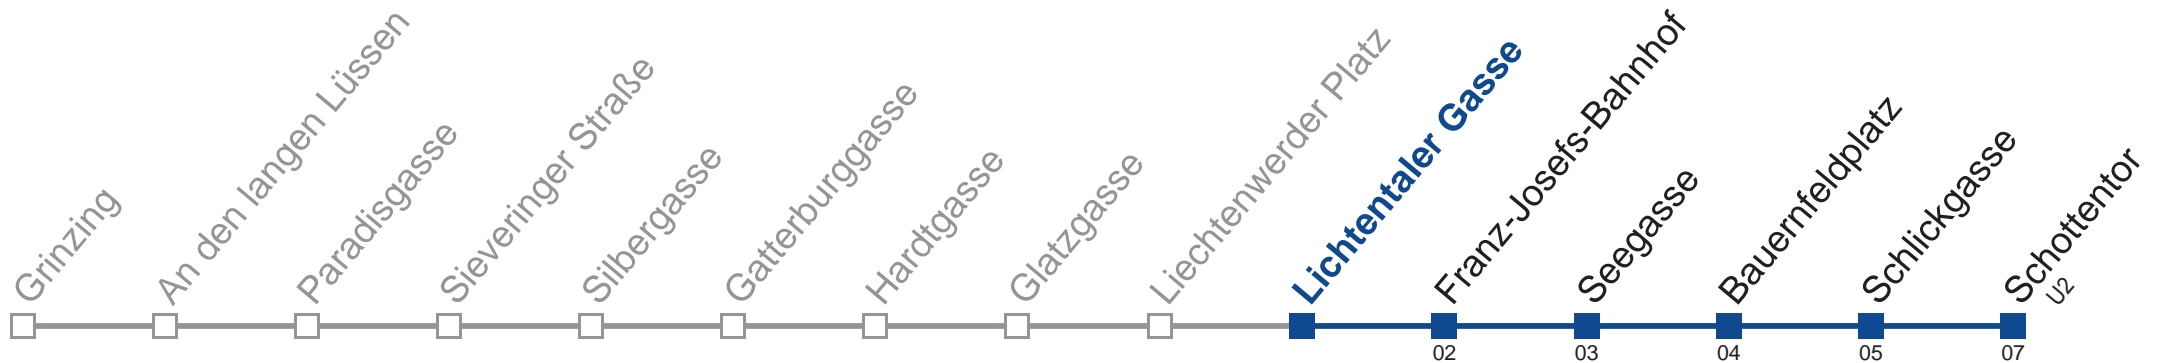 Grinzing
An den langen Lüssen
Paradisgasse
Sieveringer Straße
Silbergasse
Gatterburggasse
Hardtgasse
Glatzgasse
Liechtenwerder Platz
Lichtentaler Gasse
Franz-Josefs-Bahnhof
Seegasse
Bauernfeldplatz
Schlickgasse
Schottentor
U2
02
03
04
05
07